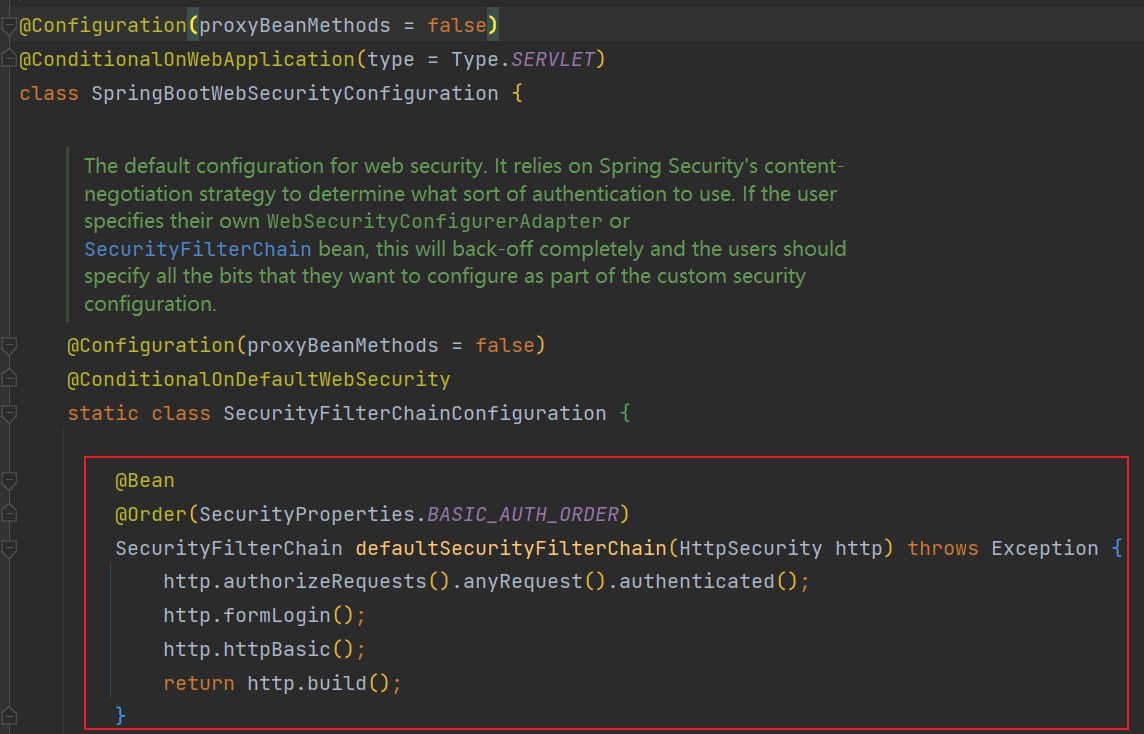 @Configuration(proxyBeanMethods = false)
@ConditionalOnWebApplication(type = Type.SERVLET)
class SpringBootWebSecurityConfiguration {
The default configuration for web security. It relies on Spring Security's content-
negotiation strategy to determine what sort of authentication to use. If the user
specifies their own WebSecurityConfigurerAdapter or
SecurityFilterChain bean, this will back-off completely and the users should
specify all the bits that they want to configure as part of the custom security
configuration.
@Configuration(proxyBeanMethods = false)
@ConditionalOnDefaultWebSecurity
static class SecurityFilterChainConfiguration {
@Bean
@Order(SecurityProperties.BASIC_AUTH_ORDER)
SecurityFilterChain defaultSecurityFilterChain(HttpSecurity http) throws Exception {
http.authorizeRequests().anyRequest().authenticated();
http.formLogin();
http.httpBasic();
return http.build();
}